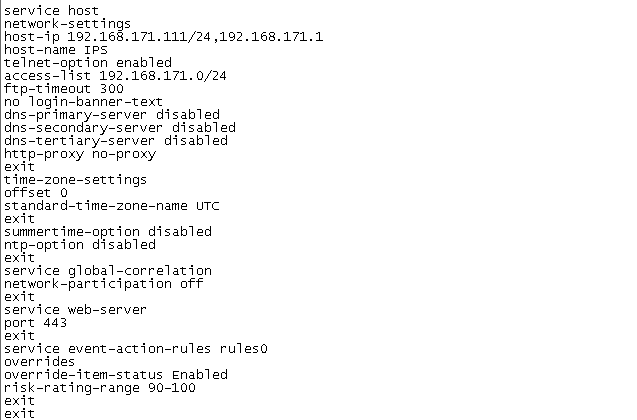 service host
network-settings
host-ip 192.168.171.111/24,192.168.171.1
host-name IPS
telnet-option enabled
access-list 192.168.171.0/24
ftp-timeout 300
no login-banner-text
dns-primary-server disabled
dns-secondary-server disabled
dns-tertiary-server disabled
http-proxy no-proxy
exit
time-zone-settings
offset 0
standard-time-zone-name UTC
exit
summertime-option disabled
ntp-option disabled
exit
service global-correlation
network-participation off
exit
service web-server
port 443
exit
service event-action-rules rules0
overrides
override-item-status Enabled
risk-rating-range 90-100
exit
exit